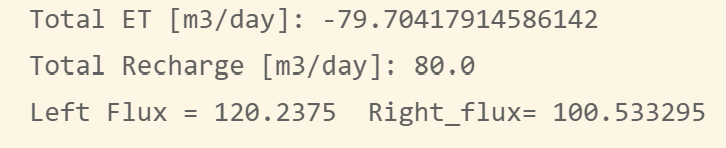 Total ET [m3/day]: -79.70417914586142
Total Recharge [m3/day]: 80.0
Left Flux = 120.2375  Right_flux= 100.533295